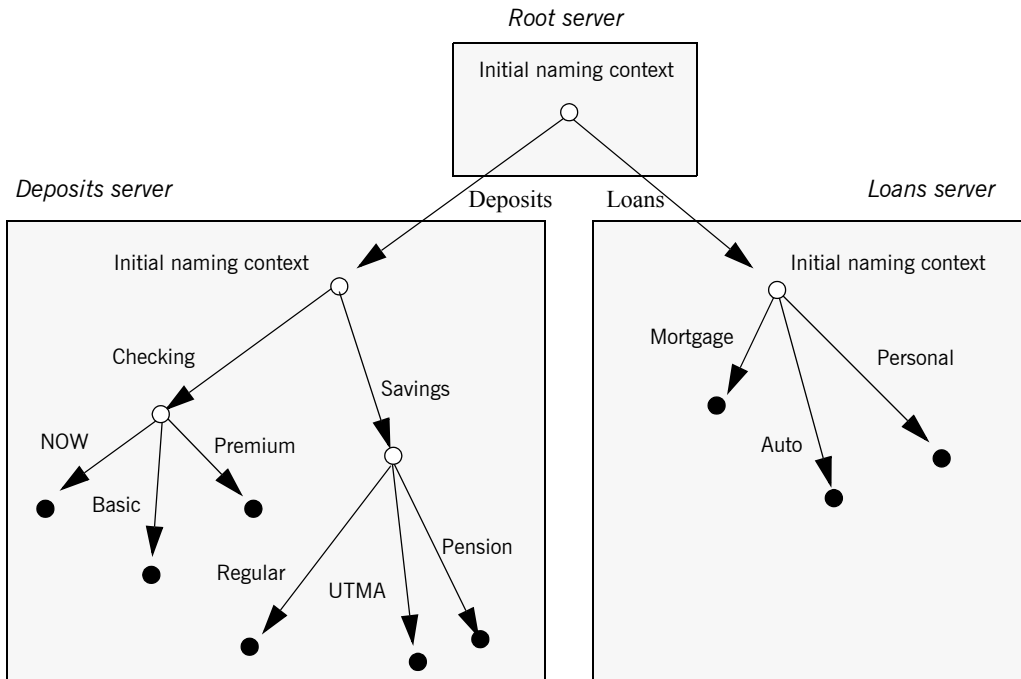 Root server
Initial naming context
Deposits server
Deposits
Loans
Loans server
Initial naming context
Initial naming context
Checking
Savings
Mortgage
Personal
NOW
Premium
Auto
Basic
Pension
Regular
UTMA